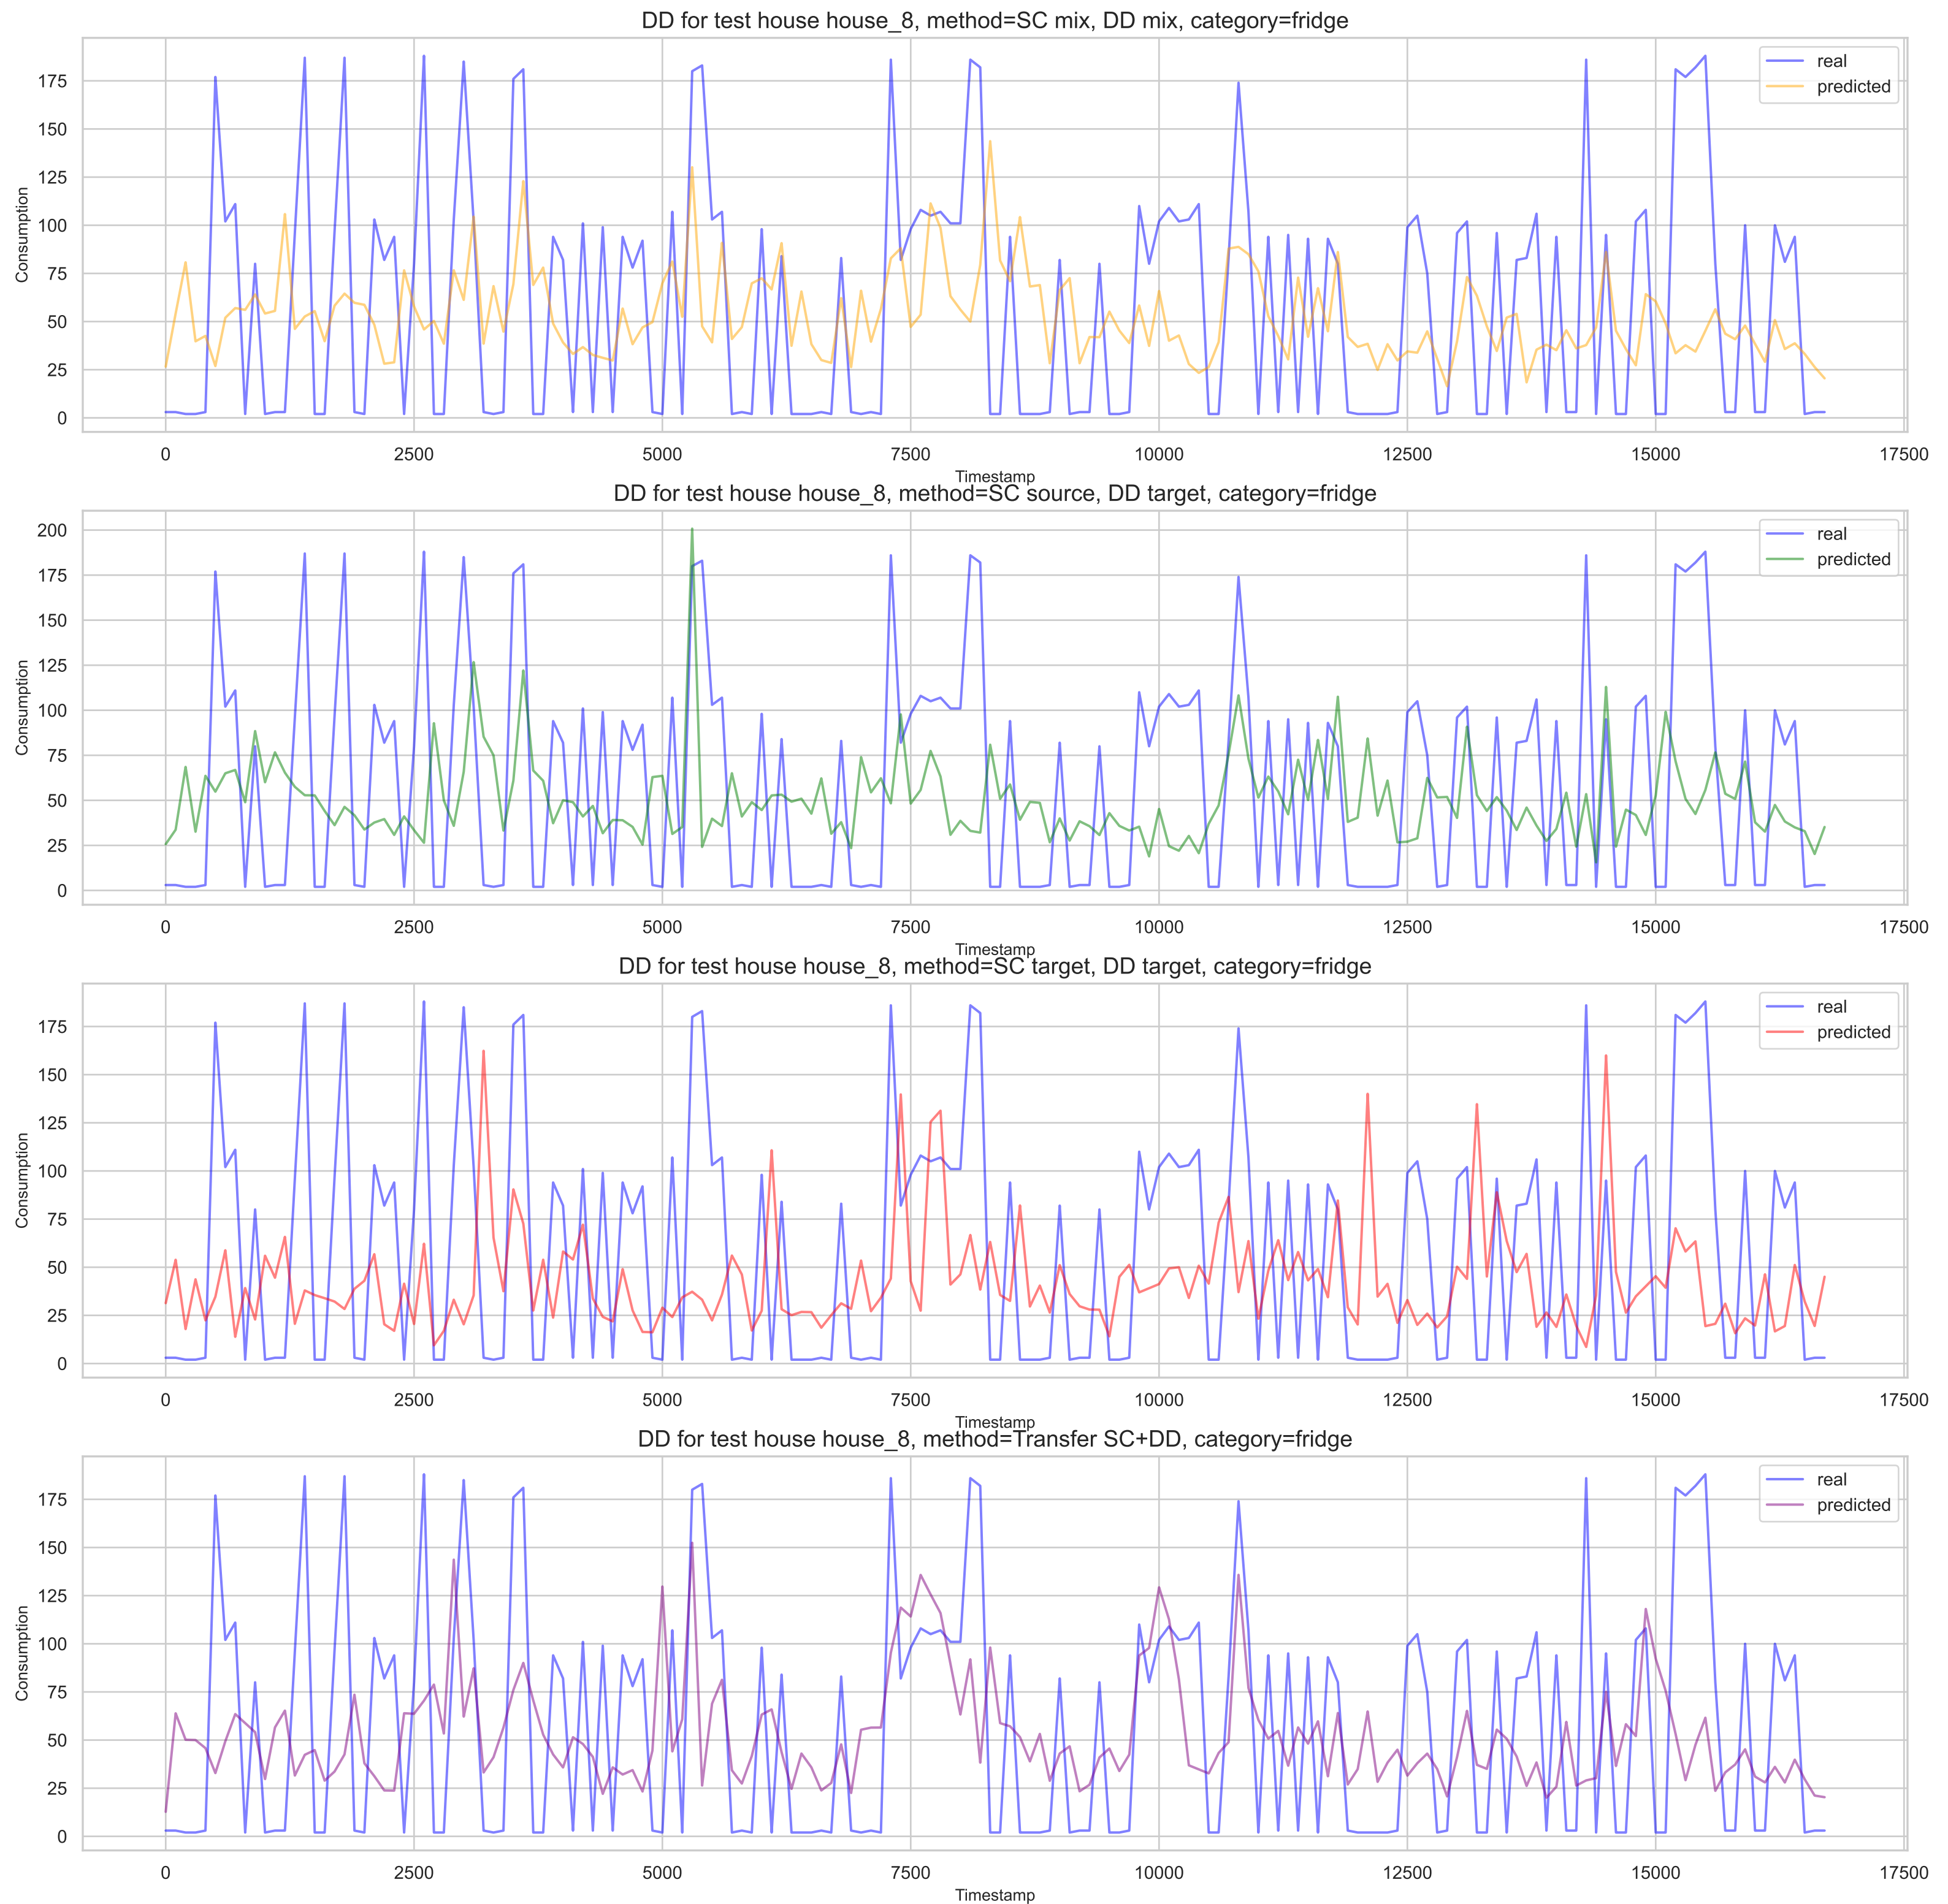 DD for test house house_8, method=SC mix, DD mix, category=fridge
real
predicted
Consumption
175
150
125
100
75
50
25
0
0 2500 5000 7500 10000 12500 15000 17500
Timestamp
DD for test house house_8, method=SC source, DD target, category=fridge
real
predicted
Consumption
200
175
150
125
100
75
50
25
0
0 2500 5000 7500 10000 12500 15000 17500
Timestamp
DD for test house house_8, method=SC target, DD target, category=fridge
real
predicted
Consumption
175
150
125
100
75
50
25
0
0 2500 5000 7500 10000 12500 15000 17500
Timestamp
DD for test house house_8, method=Transfer SC+DD, category=fridge
real
predicted
Consumption
175
150
125
100
75
50
25
0
0 2500 5000 7500 10000 12500 15000 17500
Timestamp